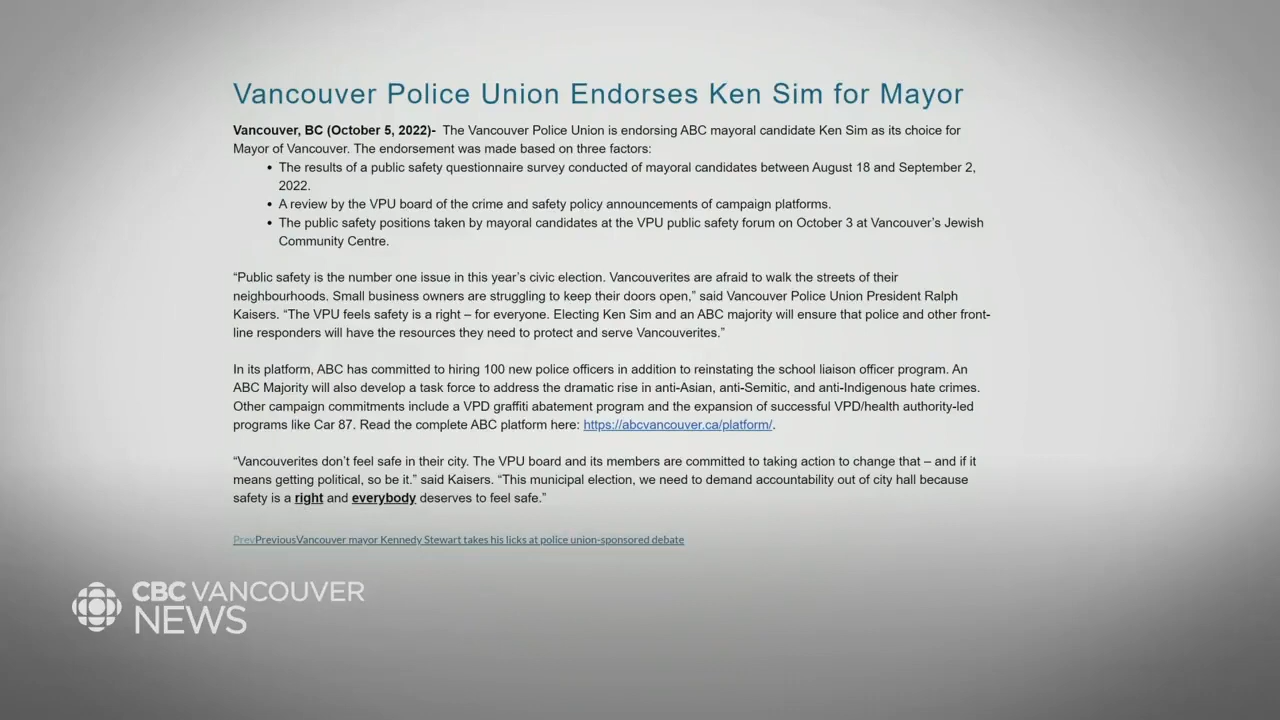 Vancouver Police Union Endorses Ken Sim for Mayor
Vancouver, BC (October 5, 2022)- The Vancouver Police Union is endorsing ABC mayoral candidate Ken Sim as its choice for
Mayor of Vancouver. The endorsement was made based on three factors:
• The results of a public safety questionnaire survey conducted of mayoral candidates between August 18 and September 2,
2022.
• A review by the VPU board of the crime and safety policy announcements of campaign platforms.
• The public safety positions taken by mayoral candidates at the VPU public safety forum on October 3 at Vancouver’s Jewish
Community Centre.
“Public safety is the number one issue in this year’s civic election. Vancouverites are afraid to walk the streets of their
neighbourhoods. Small business owners are struggling to keep their doors open,” said Vancouver Police Union President Ralph
Kaisers. “The VPU feels safety is a right – for everyone. Electing Ken Sim and an ABC majority will ensure that police and other front-
line responders will have the resources they need to protect and serve Vancouverites.”
In its platform, ABC has committed to hiring 100 new police officers in addition to reinstating the school liaison officer program. An
ABC Majority will also develop a task force to address the dramatic rise in anti-Asian, anti-Semitic, and anti-Indigenous hate crimes.
Other campaign commitments include a VPD graffiti abatement program and the expansion of successful VPD/health authority-led
programs like Car 87. Read the complete ABC platform here: https://abcvancouver.ca/platform/.
“Vancouverites don’t feel safe in their city. The VPU board and its members are committed to taking action to change that – and if it
means getting political, so be it.” said Kaisers. “This municipal election, we need to demand accountability out of city hall because
safety is a right and everybody deserves to feel safe.”
PrevPreviousVancouver mayor Kennedy Stewart takes his licks at police union-sponsored debate
CBC VANCOUVER
NEWS